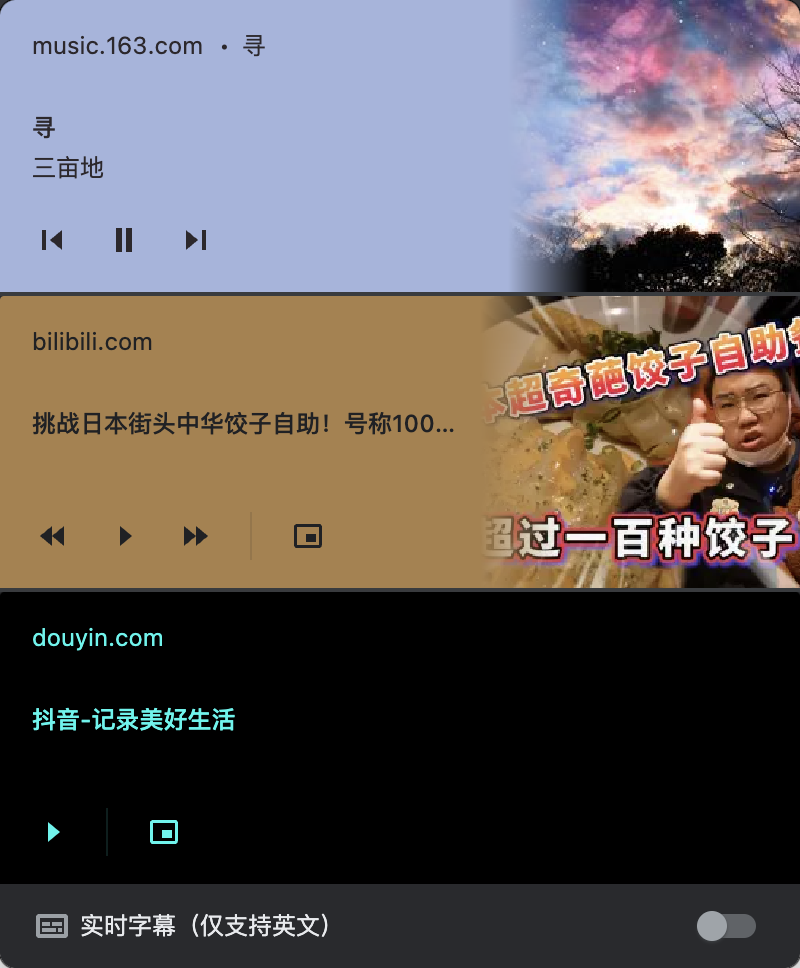 music.163.com • 寻
寻
三亩地
bilibili.com
挑战日本街头中华饺子自助！号称100...
本超奇葩饺子自助餐
超过一百种饺子
douyin.com
抖音-记录美好生活
实时字幕（仅支持英文）